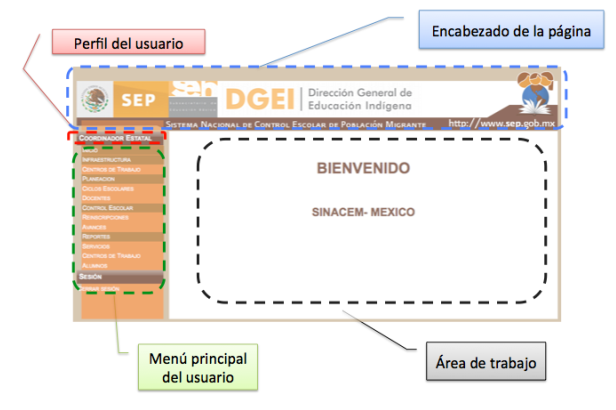 Encabezado de la página
Perfil del usuario
SEP
sep
DGEI
Dirección General de
Educación Indígena
SISTEMA NACIONAL DE CONTROL ESCOLAR DE POBLACIÓN MIGRANTE
http://www.sep.gob.mx
COORDINADOR ESTATAL
INICIO
INFRAESTRUCTURA
CENTROS DE TRABAJO
PLANEACION
CICLOS ESCOLARES
DOCENTES
CONTROL ESCOLAR
REINSCRIPCIONES
AVANCES
REPORTES
SERVICIOS
CENTROS DE TRABAJO
ALUMNOS
SESIÓN
CERRAR SESIÓN
BIENVENIDO
SINACEM- MEXICO
Menú principal
del usuario
Área de trabajo